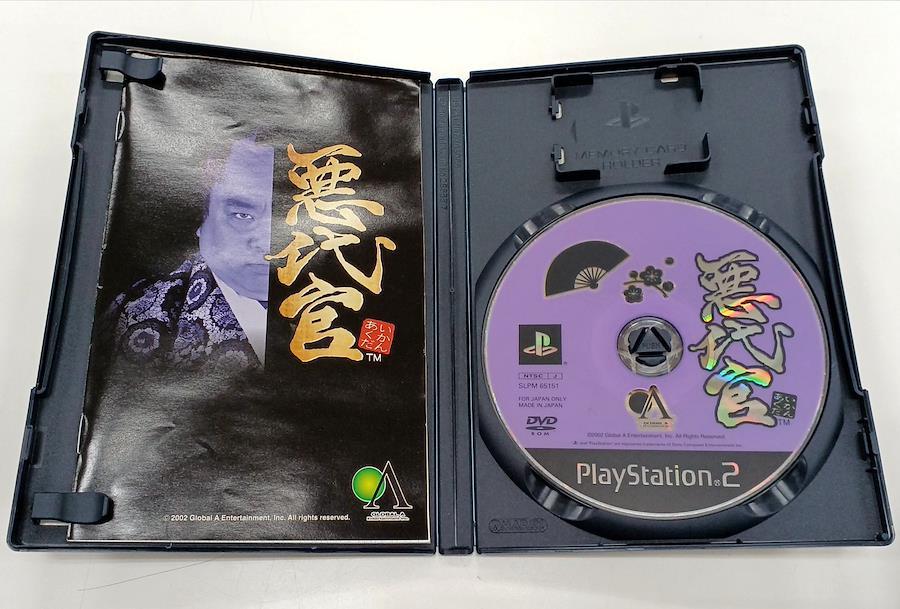 悪代官
いかん
あくだ
TM
© 2002 Global A Entertainment, Inc. All rights reserved.
GLOBAL A
MEMORY CARD
HOLDER
悪代官
TM
NTSC J
SLPM 65151
FOR JAPAN ONLY
MADE IN JAPAN
DVD
ROM
©2002 Global A Entertainment, Inc. All Rights Reserved.
PlayStation.2